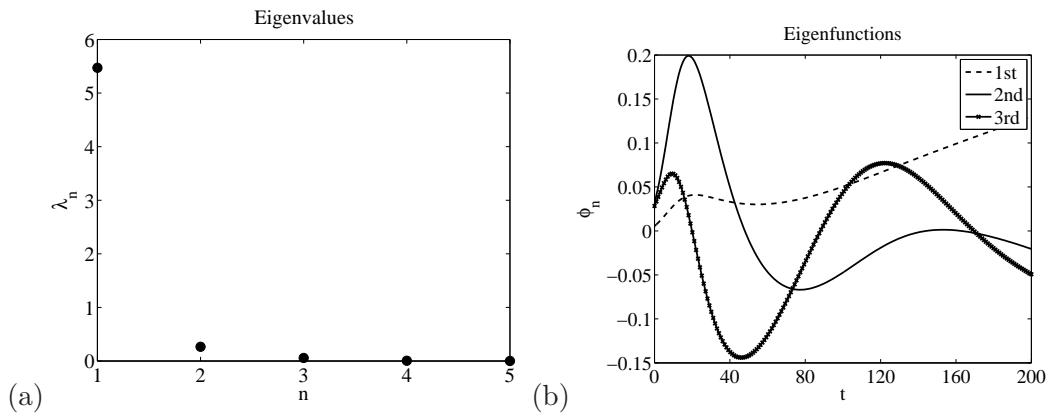 Eigenvalues
6
5
4
3
2
1
0
1 2 3 4 5
λn
n
(a)
Eigenfunctions
0.2
0.15
0.1
0.05
0
−0.05
−0.1
−0.15
0 40 80 120 160 200
ϕn
t
1st
2nd
3rd
(b)